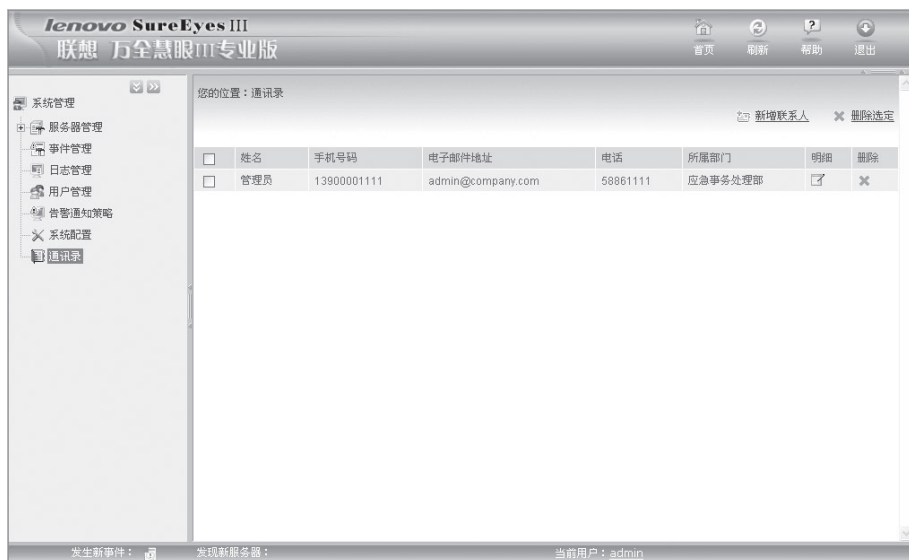 lenovo SureEyes III
联想 万全慧眼III专业版
首页 刷新 帮助 退出
系统管理
服务器管理
事件管理
日志管理
用户管理
告警通知策略
系统配置
通讯录
您的位置：通讯录
新增联系人 删除选定
姓名 手机号码 电子邮件地址 电话 所属部门 明细 删除
管理员 13900001111 admin@company.com 58861111 应急事务处理部
发生新事件： 发现新服务器： 当前用户：admin